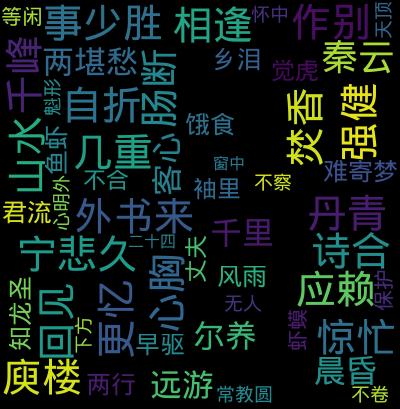 等闲
事少胜
相逢
怀中
焚香
作别
天顶
千峰
两堪愁
肠断
乡泪
觉虎
秦云
魁形
自折
强健
山水
鱼虾
几重
饿食
窗中
客心
难寄梦
不合
袖里
不察
君流
心明外
外书来
千里
丹青
二十四
诗合
宁悲久
丈夫
心胸
风雨
应赖
保护
知龙圣
回见
更忆
无人
虾蟆
下方
早驱
尔养
惊忙
晨昏
庾楼
两行
远游
常教圆
不卷